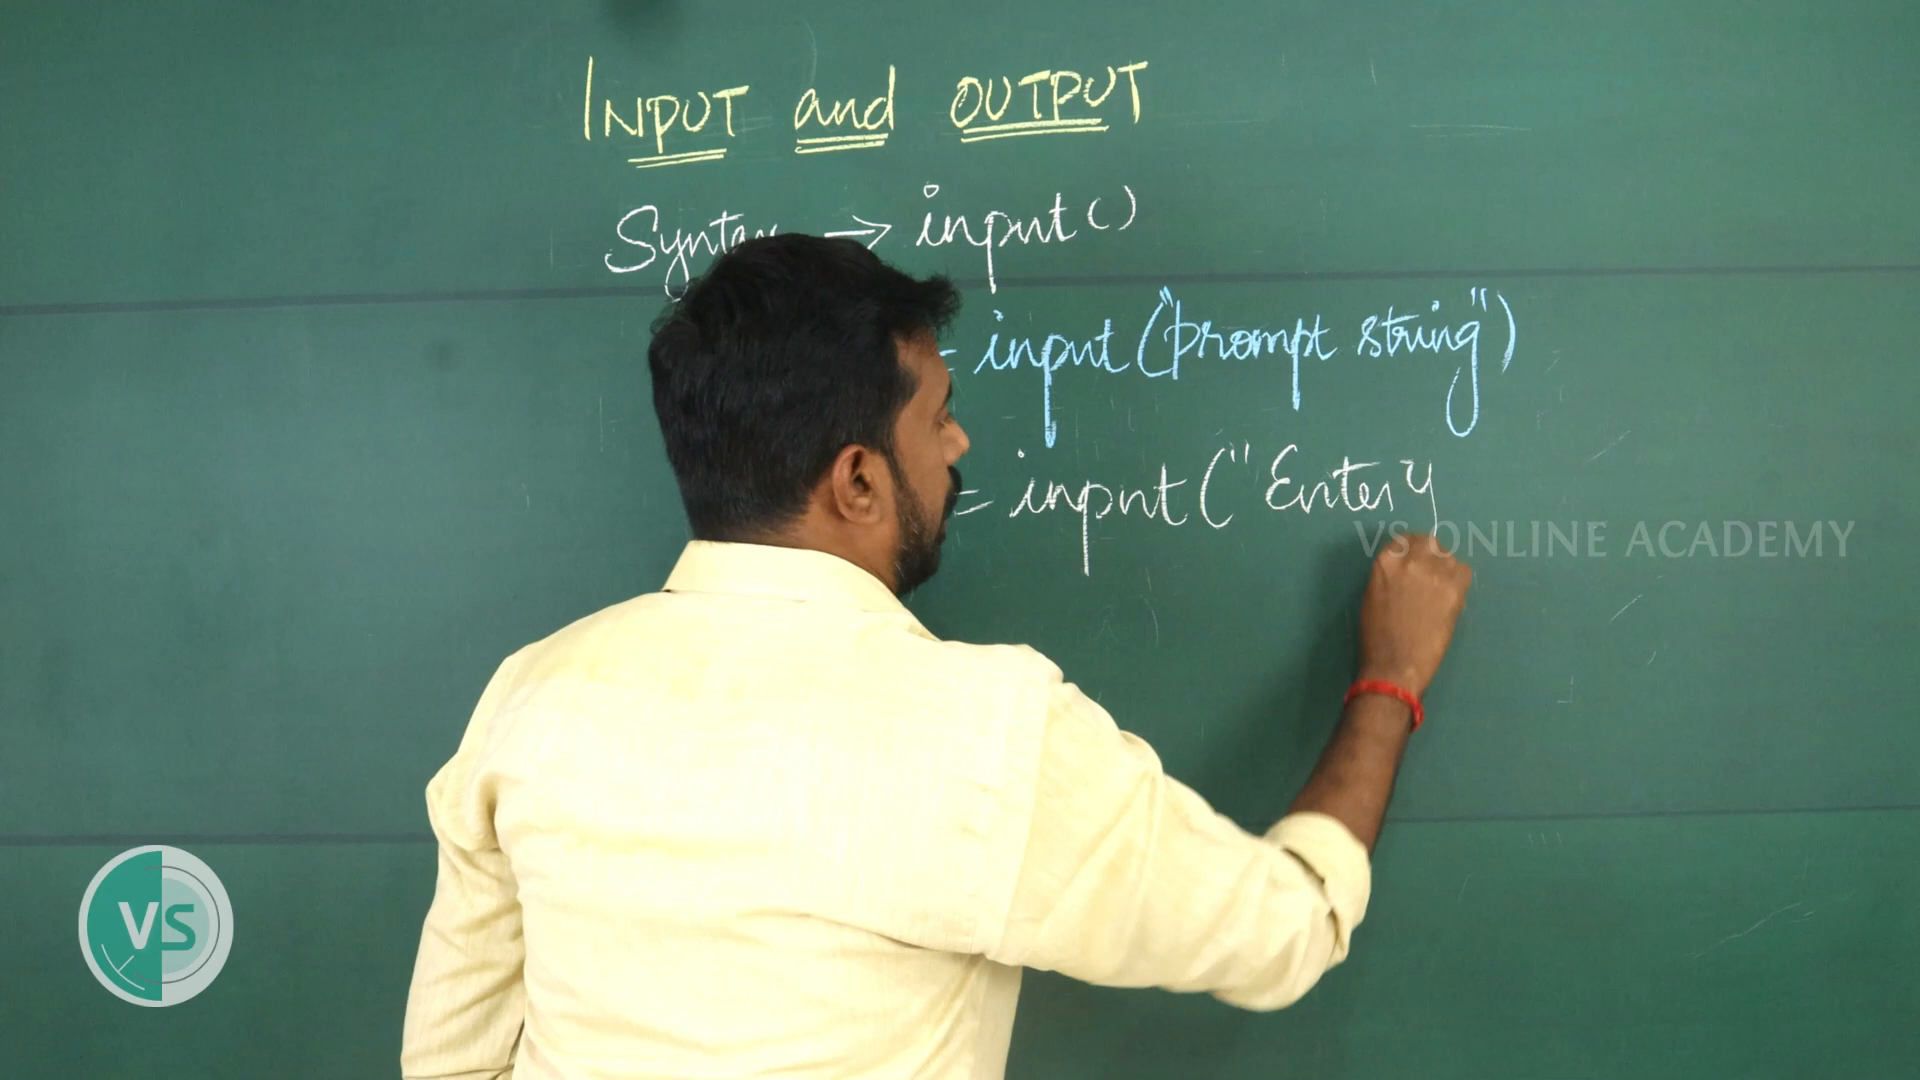 INPUT and OUTPUT
Syntax → input()
= input("prompt string")
= input("Enter y
VS ONLINE ACADEMY
VS